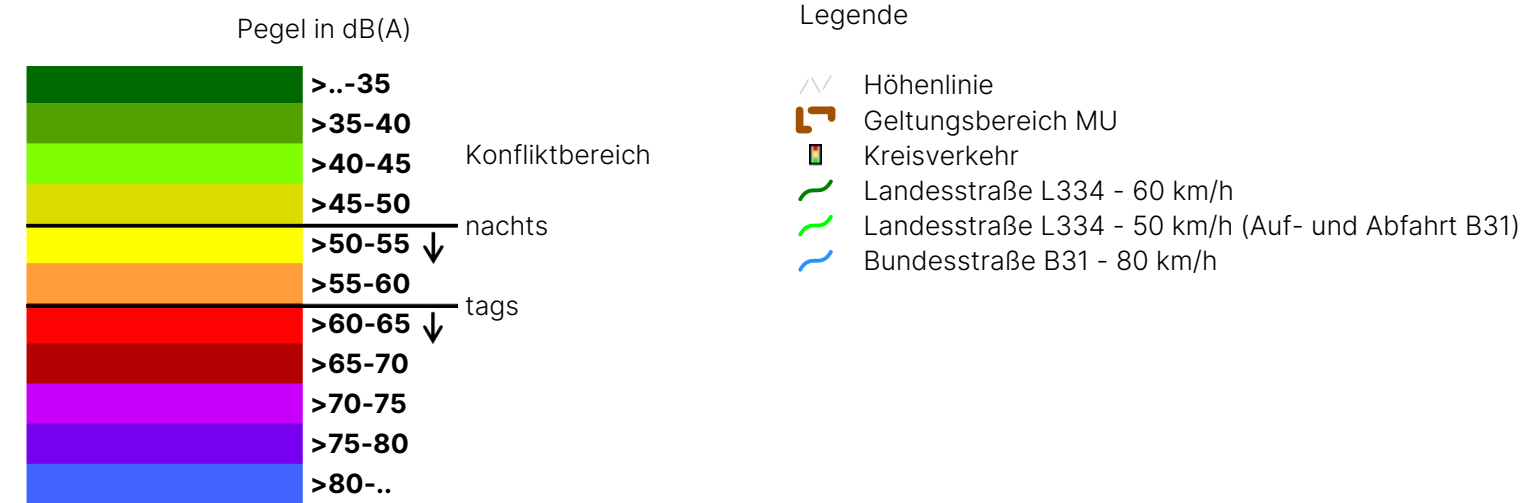 Pegel in dB(A)
>..-35
>35-40
>40-45
>45-50
>50-55
>55-60
>60-65
>65-70
>70-75
>75-80
>80-..
Konfliktbereich
nachts
tags
Legende
Höhenlinie
Geltungsbereich MU
Kreisverkehr
Landesstraße L334 - 60 km/h
Landesstraße L334 - 50 km/h (Auf- und Abfahrt B31)
Bundesstraße B31 - 80 km/h